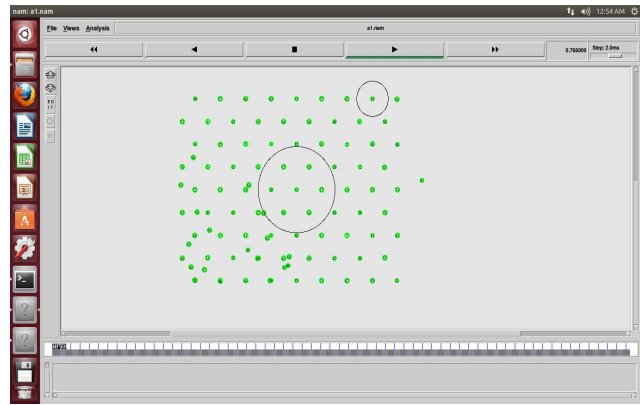 nam: a1.nam
12:54 AM
File Views Analysis
a1.nam
0.766000
Step: 2.0ms